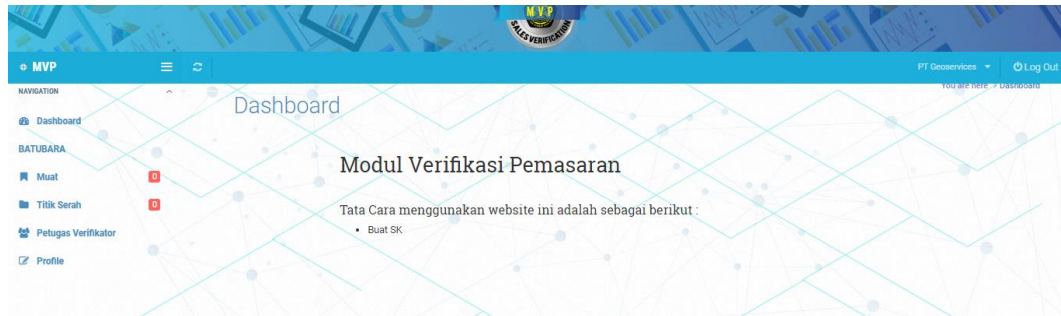 M V P
SALES VERIFICATION
MVP
PT Geoservices
Log Out
NAVIGATION
You are here : > Dashboard
Dashboard
Dashboard
BATUBARA
Modul Verifikasi Pemasaran
Muat 0
Titik Serah 0
Tata Cara menggunakan website ini adalah sebagai berikut :
Petugas Verifikator
• Buat SK
Profile